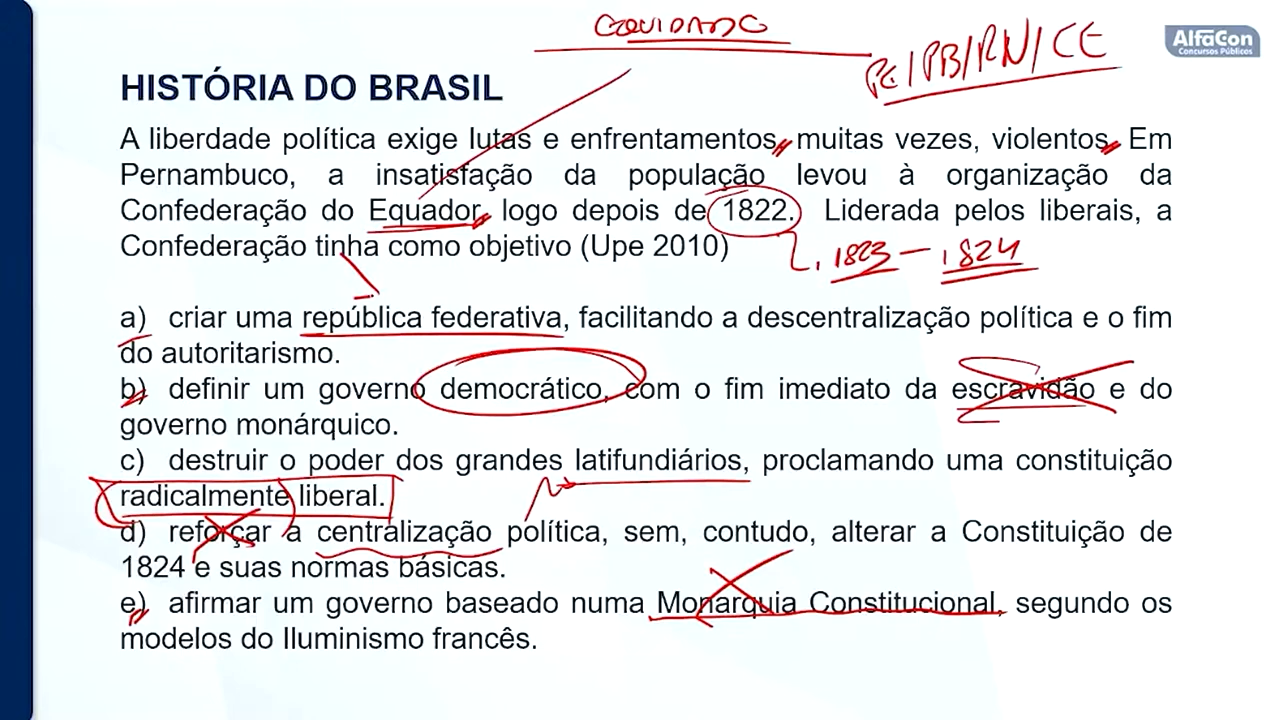 EQUIDADE
PE/PB/RN/CE
AlfaCon
Concursos Públicos
HISTÓRIA DO BRASIL
A liberdade política exige lutas e enfrentamentos, muitas vezes, violentos. Em
Pernambuco, a insatisfação da população levou à organização da
Confederação do Equador, logo depois de 1822. Liderada pelos liberais, a
Confederação tinha como objetivo (Upe 2010)
1823 – 1824
a) criar uma república federativa, facilitando a descentralização política e o fim
do autoritarismo.
b) definir um governo democrático, com o fim imediato da escravidão e do
governo monárquico.
c) destruir o poder dos grandes latifundiários, proclamando uma constituição
radicalmente liberal.
d) reforçar a centralização política, sem, contudo, alterar a Constituição de
1824 e suas normas básicas.
e) afirmar um governo baseado numa Monarquia Constitucional, segundo os
modelos do Iluminismo francês.